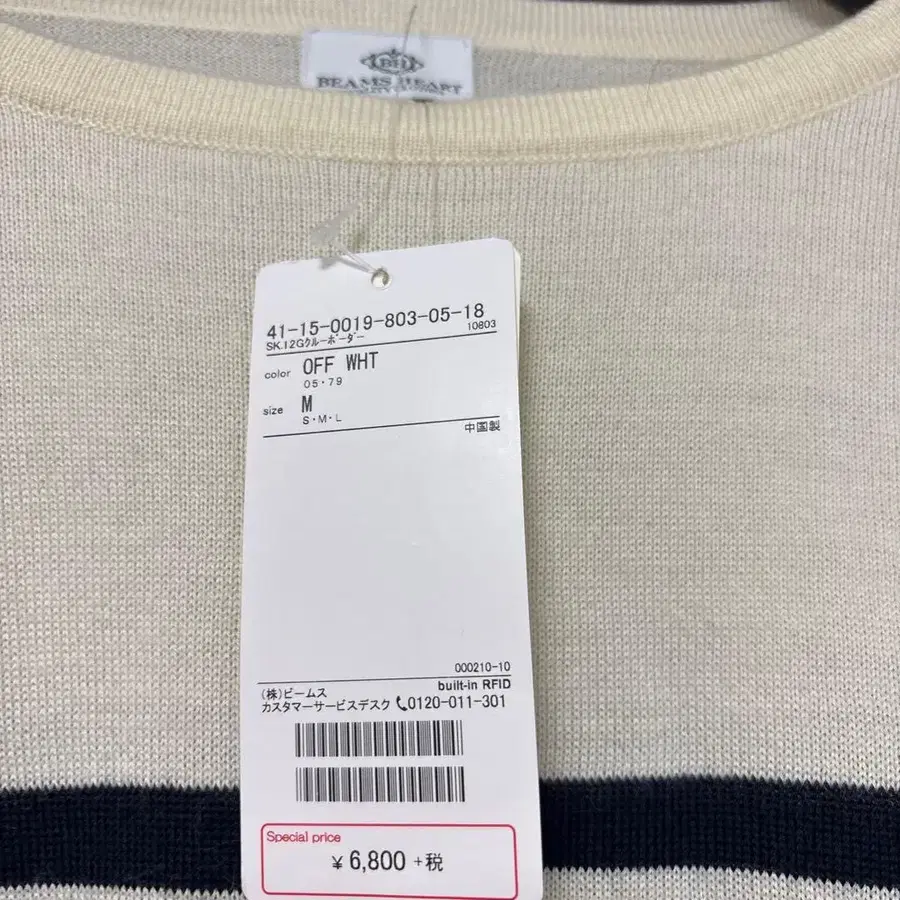 BH
BEAMS HEART
41-15-0019-803-05-18
10803
SK.12Gクルーボーダー
color OFF WHT
05・79
size M
S・M・L
中国製
000210-10
built-in RFID
(株)ビームス
カスタマーサービスデスク 0120-011-301
Special price
¥6,800 +税